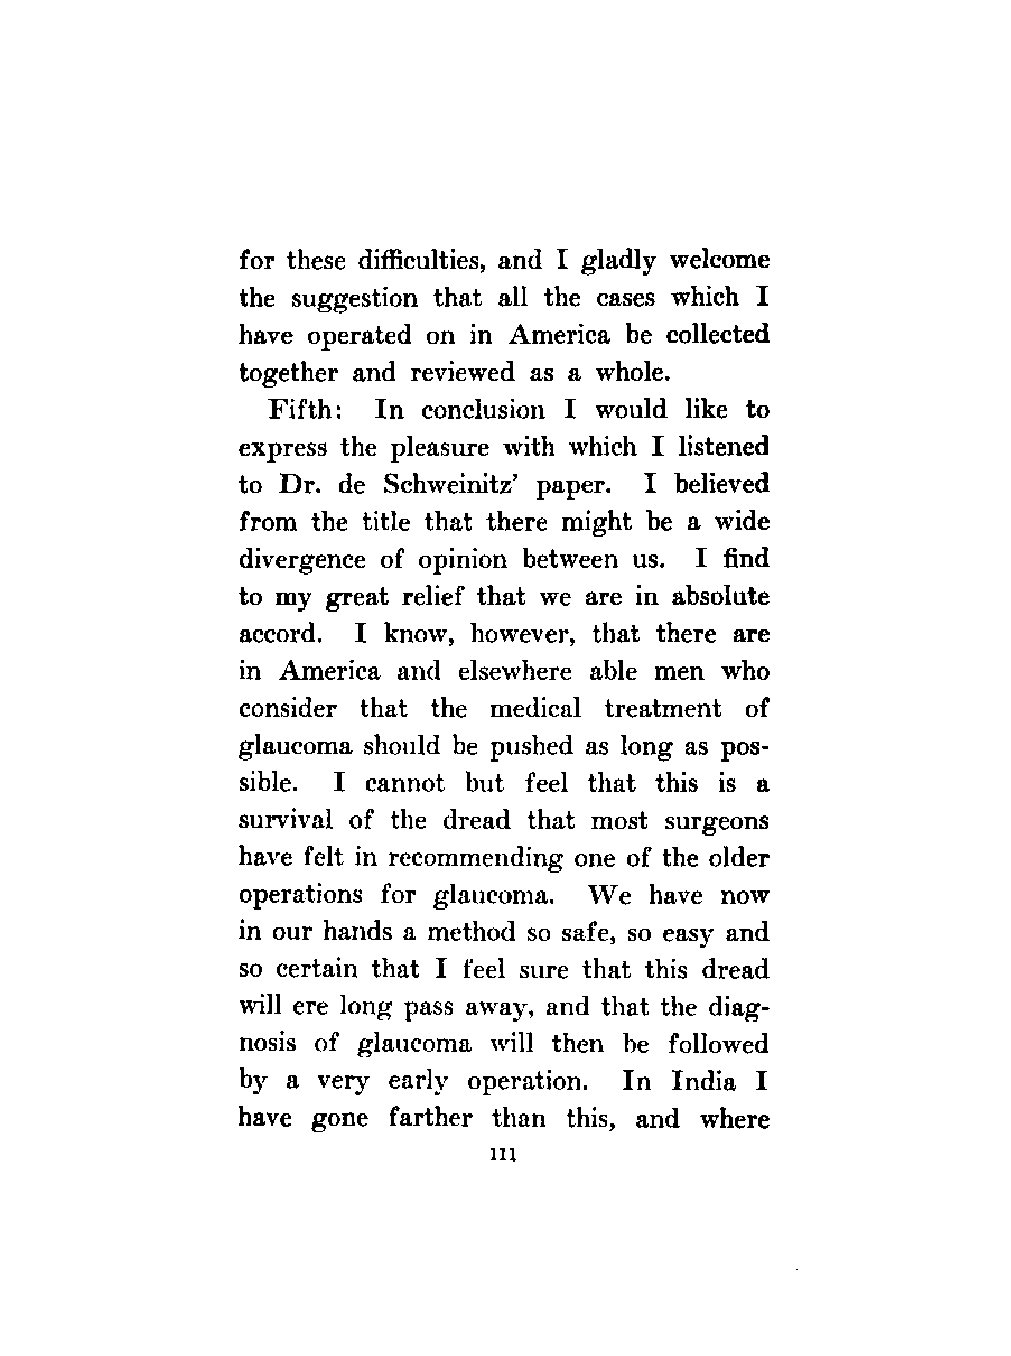 for these difficulties, and I gladly welcome
the suggestion that all the cases which I
have operated on in America be collected
together and reviewed as a whole.
Fifth: In conclusion I would like to
express the pleasure with which I listened
to Dr. de Schweinitz' paper. I believed
from the title that there might be a wide
divergence of opinion between us. I find
to my great relief that we are in absolute
accord. I know, however, that there are
in America and elsewhere able men who
consider that the medical treatment of
glaucoma should be pushed as long as pos-
sible. I cannot but feel that this is a
survival of the dread that most surgeons
have felt in recommending one of the older
operations for glaucoma. We have now
in our hands a method so safe, so easy and
so certain that I feel sure that this dread
will ere long pass away, and that the diag-
nosis of glaucoma will then be followed
by a very early operation. In India I
have gone farther than this, and where
111